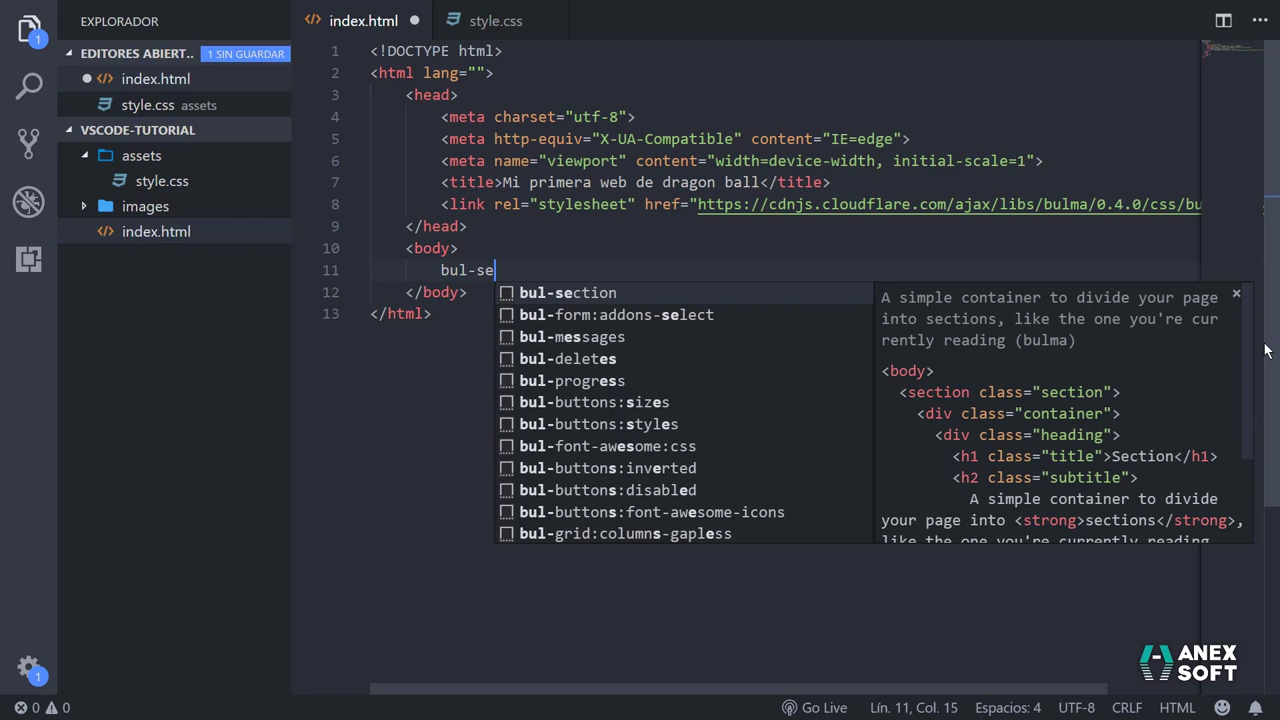 EXPLORADOR
EDITORES ABIERT.. 1 SIN GUARDAR
index.html
style.css assets
VSCODE-TUTORIAL
assets
style.css
images
index.html
1
index.html
style.css
1 <!DOCTYPE html>
2 <html lang="">
3 <head>
4 <meta charset="utf-8">
5 <meta http-equiv="X-UA-Compatible" content="IE=edge">
6 <meta name="viewport" content="width=device-width, initial-scale=1">
7 <title>Mi primera web de dragon ball</title>
8 <link rel="stylesheet" href="https://cdnjs.cloudflare.com/ajax/libs/bulma/0.4.0/css/bu
9 </head>
10 <body>
11 bul-se
12 </body>
13 </html>
bul-section
bul-form:addons-select
bul-messages
bul-deletes
bul-progress
bul-buttons:sizes
bul-buttons:styles
bul-font-awesome:css
bul-buttons:inverted
bul-buttons:disabled
bul-buttons:font-awesome-icons
bul-grid:columns-gapless
A simple container to divide your page
into sections, like the one you're cur
rently reading (bulma)
<body>
<section class="section">
<div class="container">
<div class="heading">
<h1 class="title">Section</h1>
<h2 class="subtitle">
A simple container to divide
your page into <strong>sections</strong>,
like the one you're currently reading
ANEX
SOFT
1
0 0
Go Live
Lín. 11, Col. 15
Espacios: 4
UTF-8
CRLF
HTML